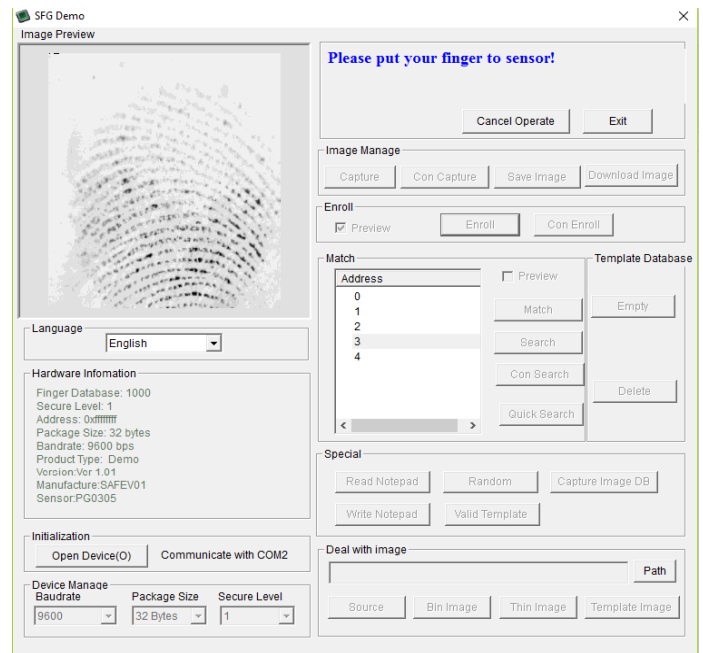 SFG Demo
Image Preview
Please put your finger to sensor!
Cancel Operate
Exit
Image Manage
Capture
Con Capture
Save Image
Download Image
Enroll
Preview
Enroll
Con Enroll
Match
Address
0
1
2
3
4
Preview
Match
Search
Con Search
Quick Search
Template Database
Empty
Delete
Language
English
Hardware Infomation
Finger Database: 1000
Secure Level: 1
Address: 0xffffffff
Package Size: 32 bytes
Bandrate: 9600 bps
Product Type: Demo
Version:Ver 1.01
Manufacture:SAFEV01
Sensor:PG0305
Special
Read Notepad
Random
Capture Image DB
Write Notepad
Valid Template
Initialization
Open Device(O)
Communicate with COM2
Deal with image
Path
Source
Bin Image
Thin Image
Template Image
Device Manage
Baudrate
Package Size
Secure Level
9600
32 Bytes
1